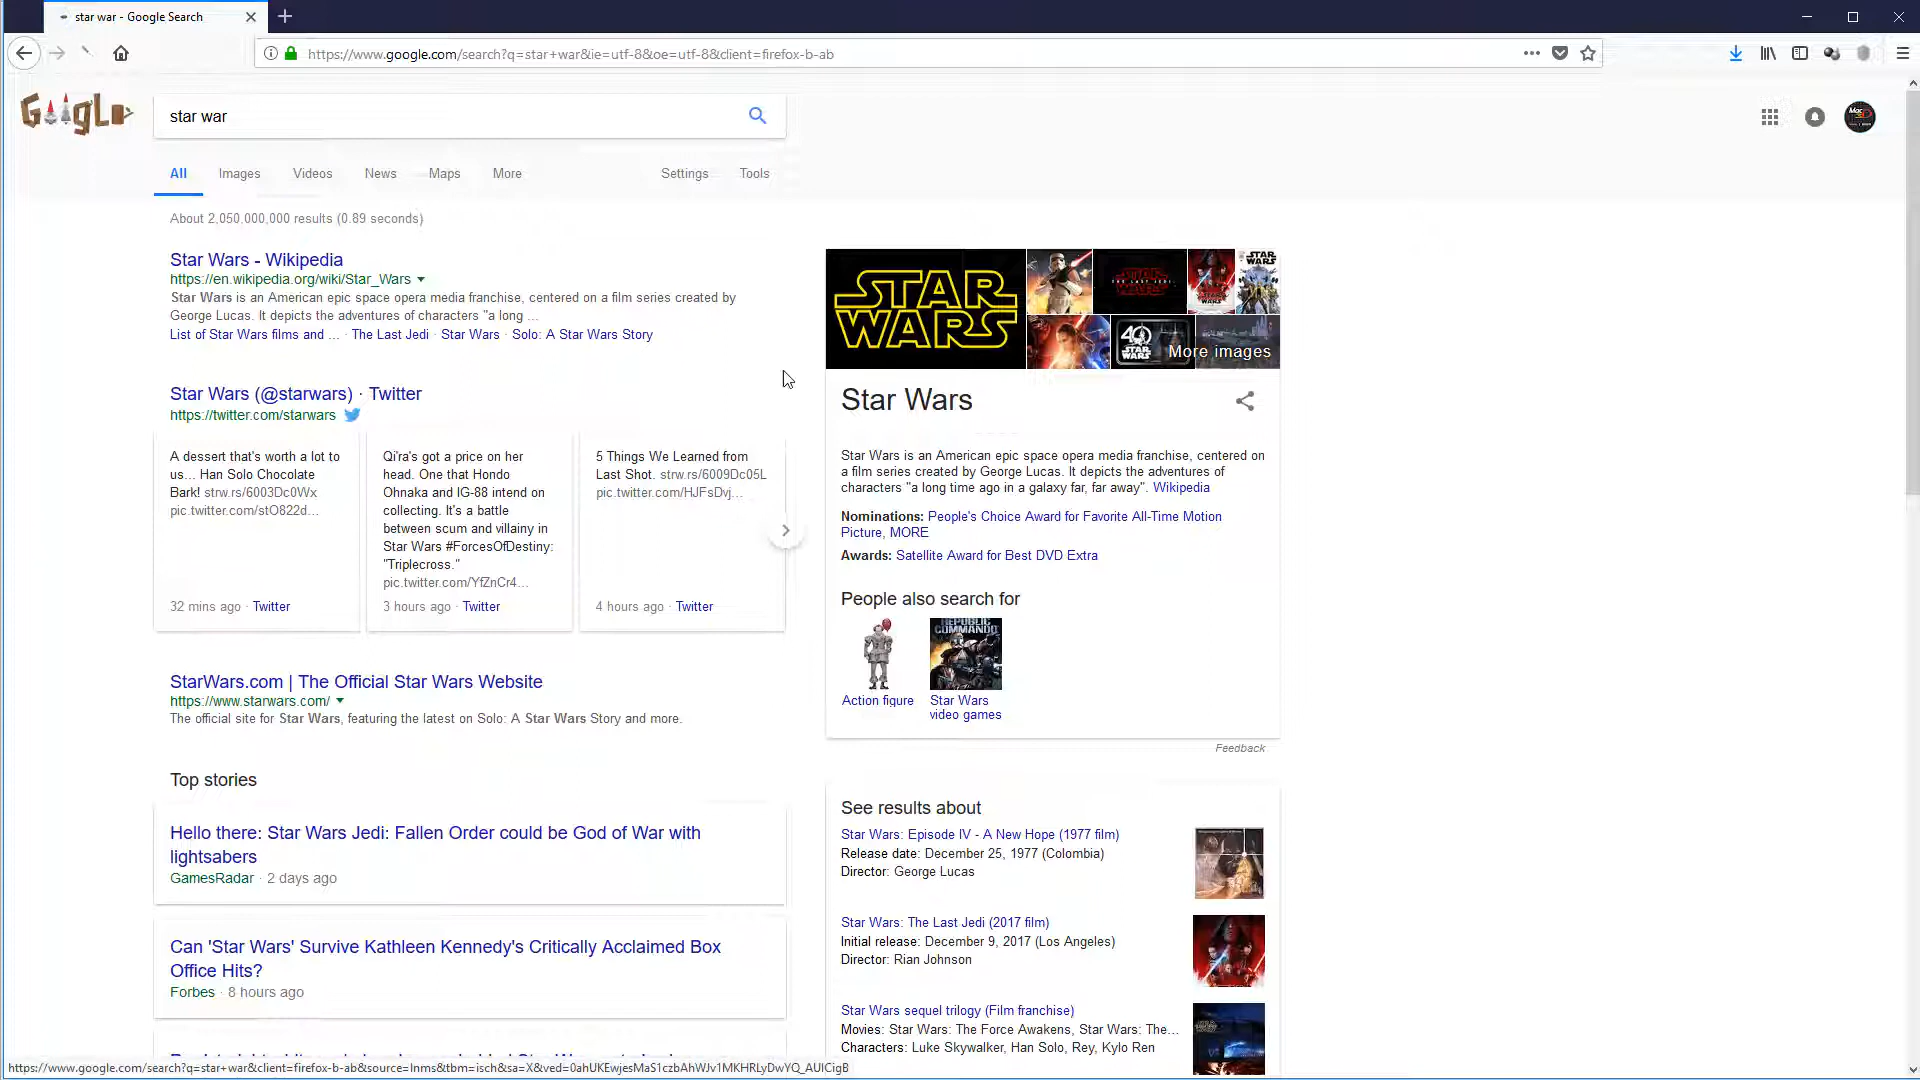 star war - Google Search
https://www.google.com/search?q=star+war&ie=utf-8&oe=utf-8&client=firefox-b-ab
star war
All Images Videos News Maps More Settings Tools
About 2,050,000,000 results (0.89 seconds)
Star Wars - Wikipedia
https://en.wikipedia.org/wiki/Star_Wars
Star Wars is an American epic space opera media franchise, centered on a film series created by
George Lucas. It depicts the adventures of characters "a long ...
List of Star Wars films and ... · The Last Jedi · Star Wars · Solo: A Star Wars Story
Star Wars (@starwars) · Twitter
https://twitter.com/starwars
A dessert that's worth a lot to
us... Han Solo Chocolate
Bark! strw.rs/6003Dc0Wx
pic.twitter.com/stO822d...
32 mins ago · Twitter
Qi'ra's got a price on her
head. One that Hondo
Ohnaka and IG-88 intend on
collecting. It's a battle
between scum and villainy in
Star Wars #ForcesOfDestiny:
"Triplecross."
pic.twitter.com/YfZnCr4...
3 hours ago · Twitter
5 Things We Learned from
Last Shot. strw.rs/6009Dc05L
pic.twitter.com/HJFsDvj...
4 hours ago · Twitter
StarWars.com | The Official Star Wars Website
https://www.starwars.com/
The official site for Star Wars, featuring the latest on Solo: A Star Wars Story and more.
Top stories
Hello there: Star Wars Jedi: Fallen Order could be God of War with
lightsabers
GamesRadar · 2 days ago
Can 'Star Wars' Survive Kathleen Kennedy's Critically Acclaimed Box
Office Hits?
Forbes · 8 hours ago
STAR
WARS
THE LAST JEDI
STAR
WARS
40
STAR
WARS
More images
Star Wars
Star Wars is an American epic space opera media franchise, centered on
a film series created by George Lucas. It depicts the adventures of
characters "a long time ago in a galaxy far, far away". Wikipedia
Nominations: People's Choice Award for Favorite All-Time Motion
Picture, MORE
Awards: Satellite Award for Best DVD Extra
People also search for
REPUBLIC
COMMANDO
Action figure
Star Wars
video games
Feedback
See results about
Star Wars: Episode IV - A New Hope (1977 film)
Release date: December 25, 1977 (Colombia)
Director: George Lucas
Star Wars: The Last Jedi (2017 film)
Initial release: December 9, 2017 (Los Angeles)
Director: Rian Johnson
Star Wars sequel trilogy (Film franchise)
Movies: Star Wars: The Force Awakens, Star Wars: The...
Characters: Luke Skywalker, Han Solo, Rey, Kylo Ren
https://www.google.com/search?q=star+war&client=firefox-b-ab&source=lnms&tbm=isch&sa=X&ved=0ahUKEwjesMaS1czbAhWJv1MKHRLyDwYQ_AUICigB